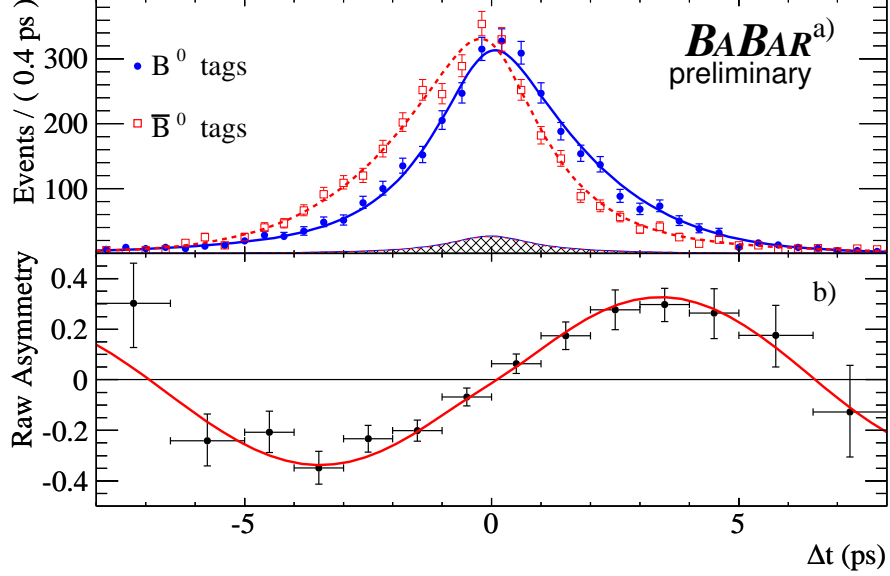 Events / ( 0.4 ps )
300
200
100
B⁰ tags
B̅⁰ tags
BABAR a)
preliminary
Raw Asymmetry
0.4
0.2
0
-0.2
-0.4
b)
-5 0 5
Δt (ps)